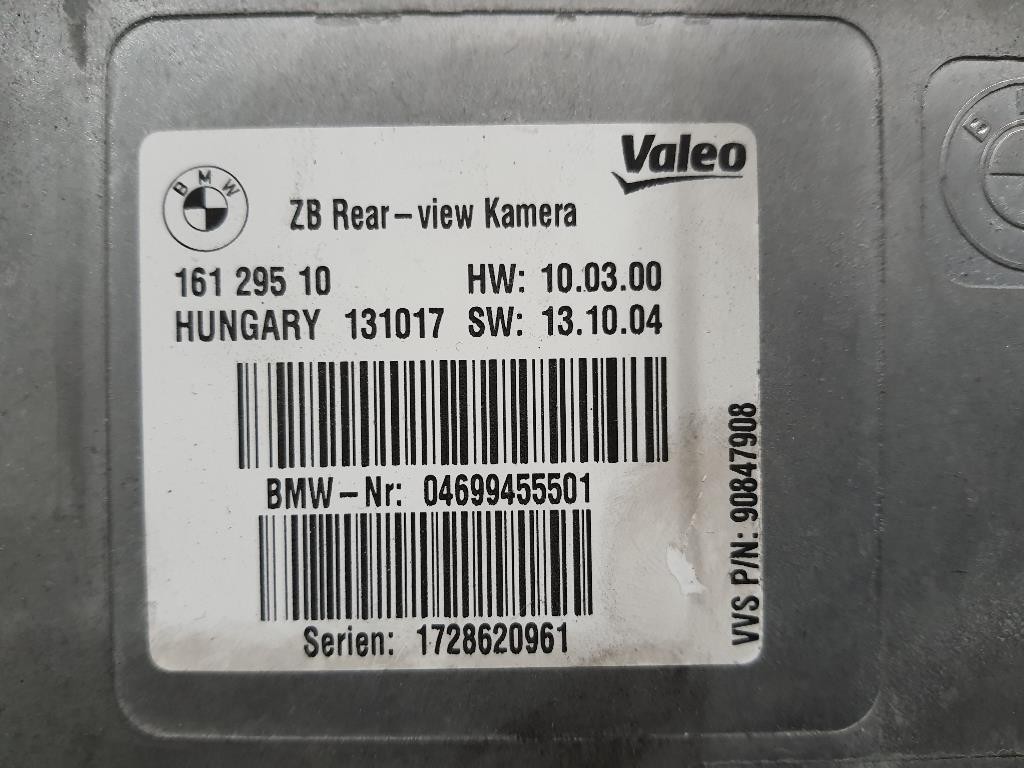 Valeo
BMW
ZB Rear-view Kamera
161 295 10 HW: 10.03.00
HUNGARY 131017 SW: 13.10.04
BMW-Nr: 04699455501
Serien: 1728620961
VVS P/N: 90847908
B